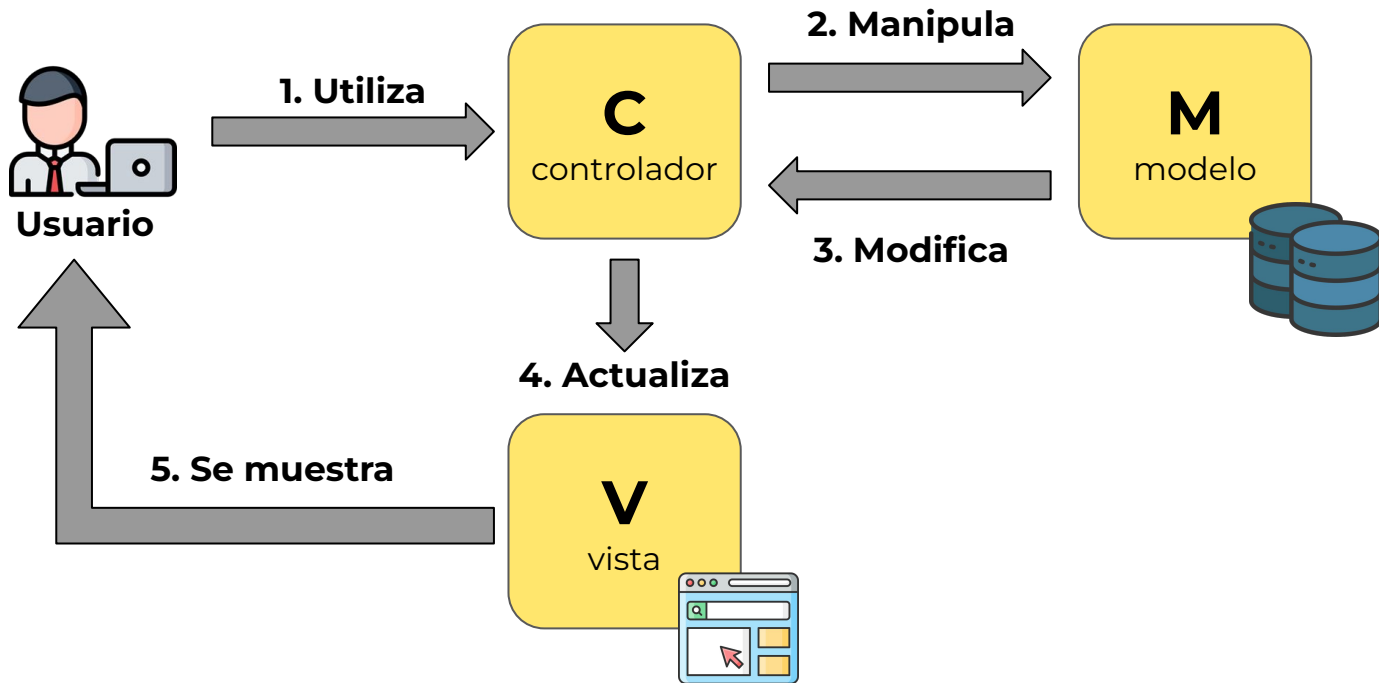 2. Manipula
1. Utiliza
C
controlador
M
modelo
Usuario
3. Modifica
4. Actualiza
5. Se muestra
V
vista